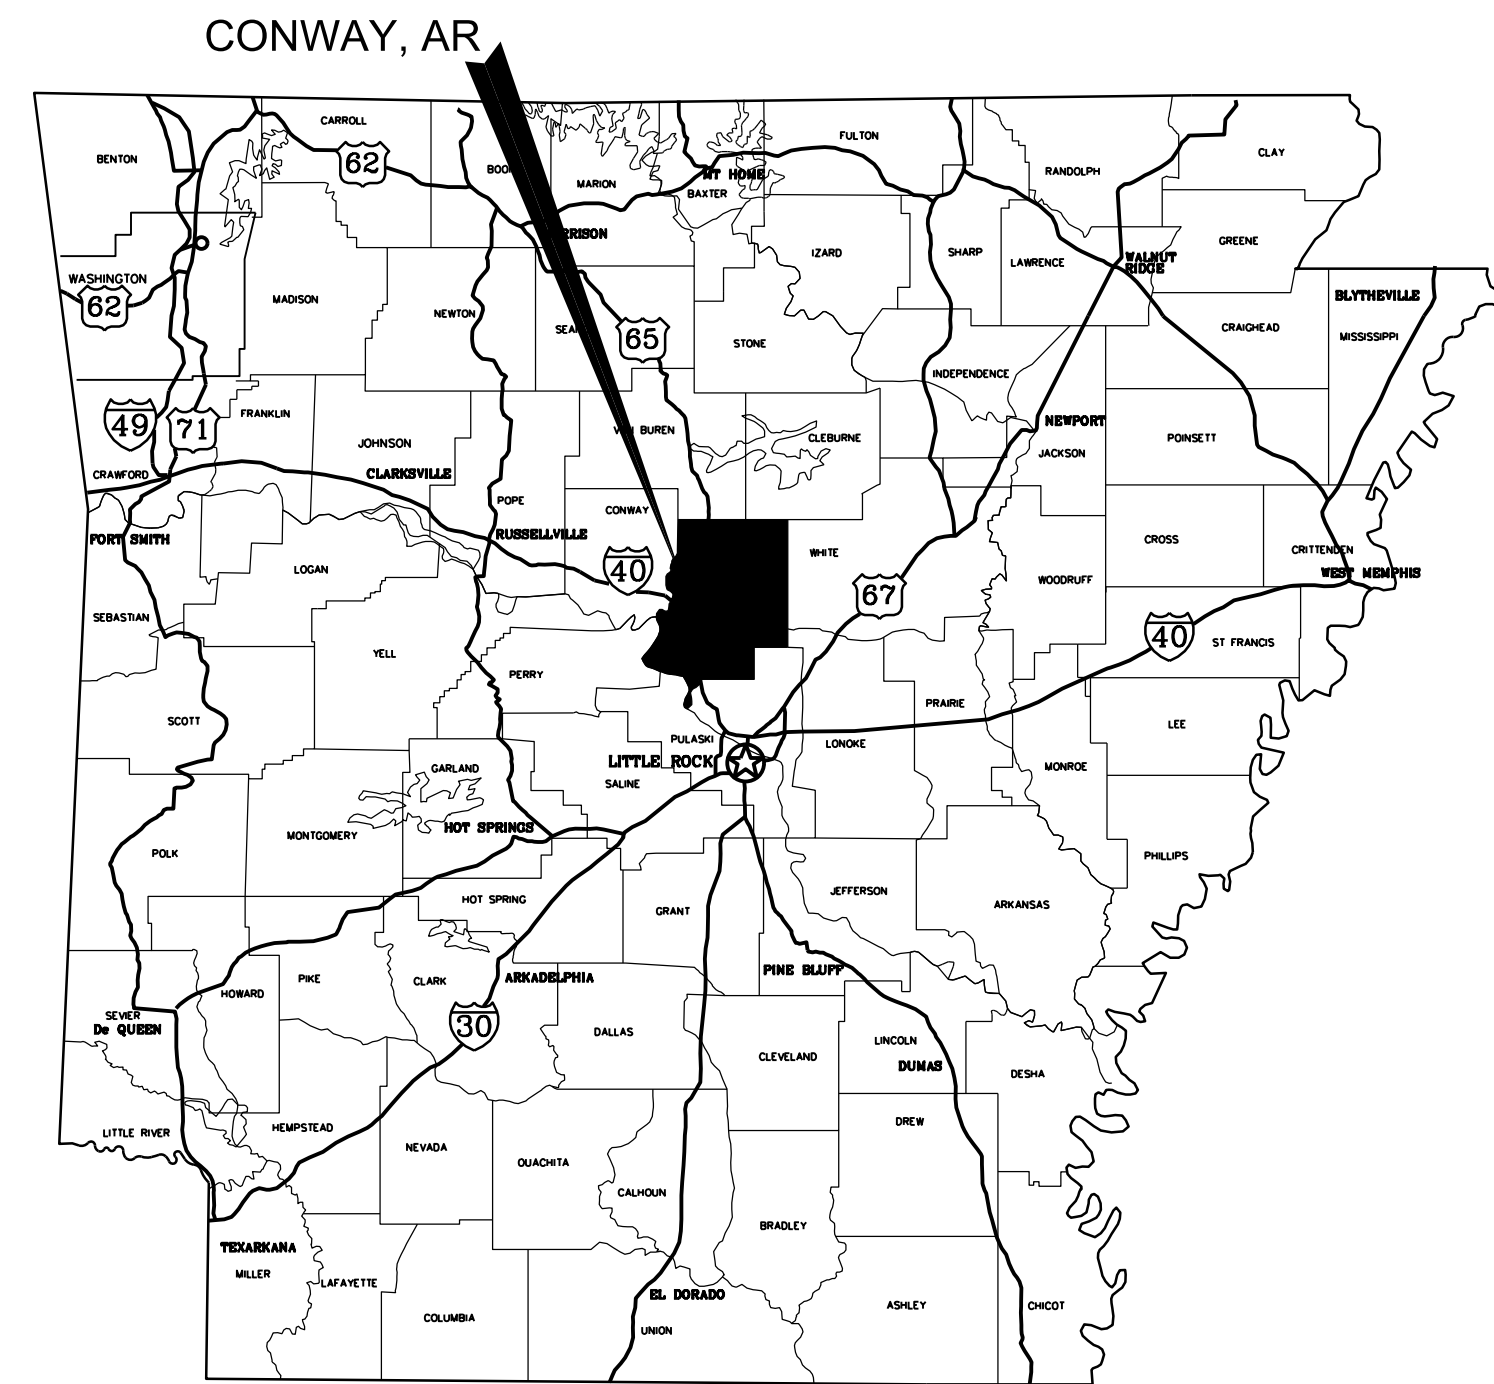 CONWAY, AR
CARROLL
FULTON
BENTON
62
CLAY
RANDOLPH
MT HOME
MARION
BAXTER
GREENE
IZARD
SHARP
LAWRENCE
WALNUT
RIDGE
WASHINGTON
62
MADISON
NEWTON
65
STONE
BLYTHEVILLE
CRAIGHEAD
MISSISSIPPI
INDEPENDENCE
49
71
FRANKLIN
JOHNSON
BUREN
CLEBURNE
NEWPORT
JACKSON
POINSETT
CRAWFORD
CLARKSVILLE
POPE
CONWAY
RUSSELLVILLE
FORT SMITH
WHITE
CROSS
CRITTENDEN
WEST MEMPHIS
LOGAN
40
67
WOODRUFF
SEBASTIAN
40
ST FRANCIS
YELL
PERRY
PRAIRIE
SCOTT
LEE
PULASKI
LONOKE
LITTLE ROCK
GARLAND
SALINE
MONROE
HOT SPRINGS
MONTGOMERY
POLK
PHILLIPS
HOT SPRING
JEFFERSON
GRANT
ARKANSAS
PINE BLUFF
PIKE
CLARK
ARKADELPHIA
HOWARD
SEVIER
De QUEEN
30
DALLAS
LINCOLN
CLEVELAND
DUMAS
DESHA
LITTLE RIVER
HEMPSTEAD
NEVADA
DREW
OUACHITA
CALHOUN
BRADLEY
TEXARKANA
MILLER
LAFAYETTE
EL DORADO
COLUMBIA
UNION
ASHLEY
CHICOT